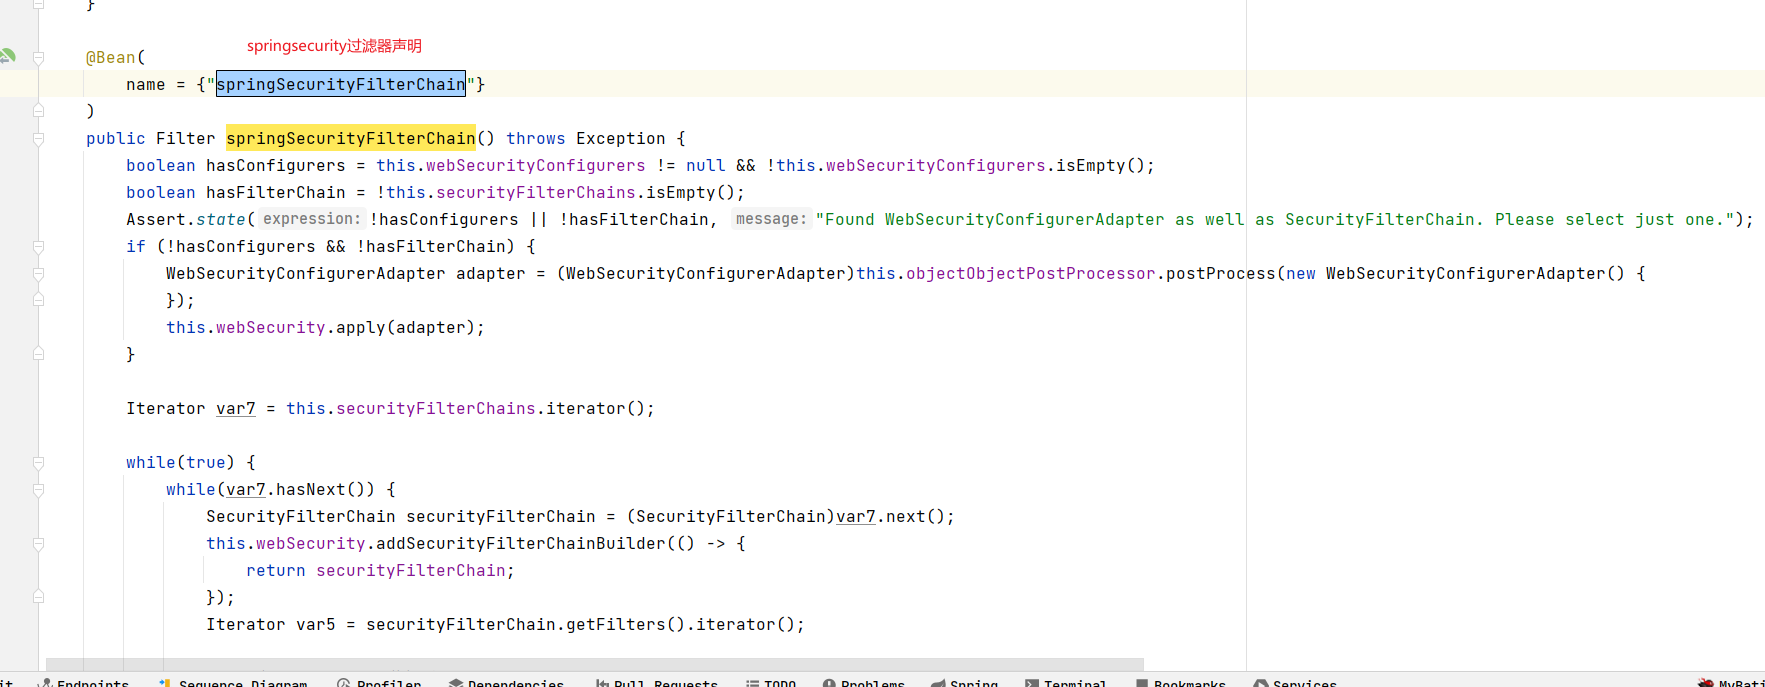 }
springsecurity过滤器声明
@Bean(
name = {"springSecurityFilterChain"}
)
public Filter springSecurityFilterChain() throws Exception {
boolean hasConfigurers = this.webSecurityConfigurers != null && !this.webSecurityConfigurers.isEmpty();
boolean hasFilterChain = !this.securityFilterChains.isEmpty();
Assert.state( expression: !hasConfigurers || !hasFilterChain, message: "Found WebSecurityConfigurerAdapter as well as SecurityFilterChain. Please select just one.");
if (!hasConfigurers && !hasFilterChain) {
WebSecurityConfigurerAdapter adapter = (WebSecurityConfigurerAdapter)this.objectObjectPostProcessor.postProcess(new WebSecurityConfigurerAdapter() {
});
this.webSecurity.apply(adapter);
}
Iterator var7 = this.securityFilterChains.iterator();
while(true) {
while(var7.hasNext()) {
SecurityFilterChain securityFilterChain = (SecurityFilterChain)var7.next();
this.webSecurity.addSecurityFilterChainBuilder(() -> {
return securityFilterChain;
});
Iterator var5 = securityFilterChain.getFilters().iterator();
it Endpoints Sequence Diagram Profiler Dependencies Pull Requests TODO Problems Spring Terminal Bookmarks Services MyBati